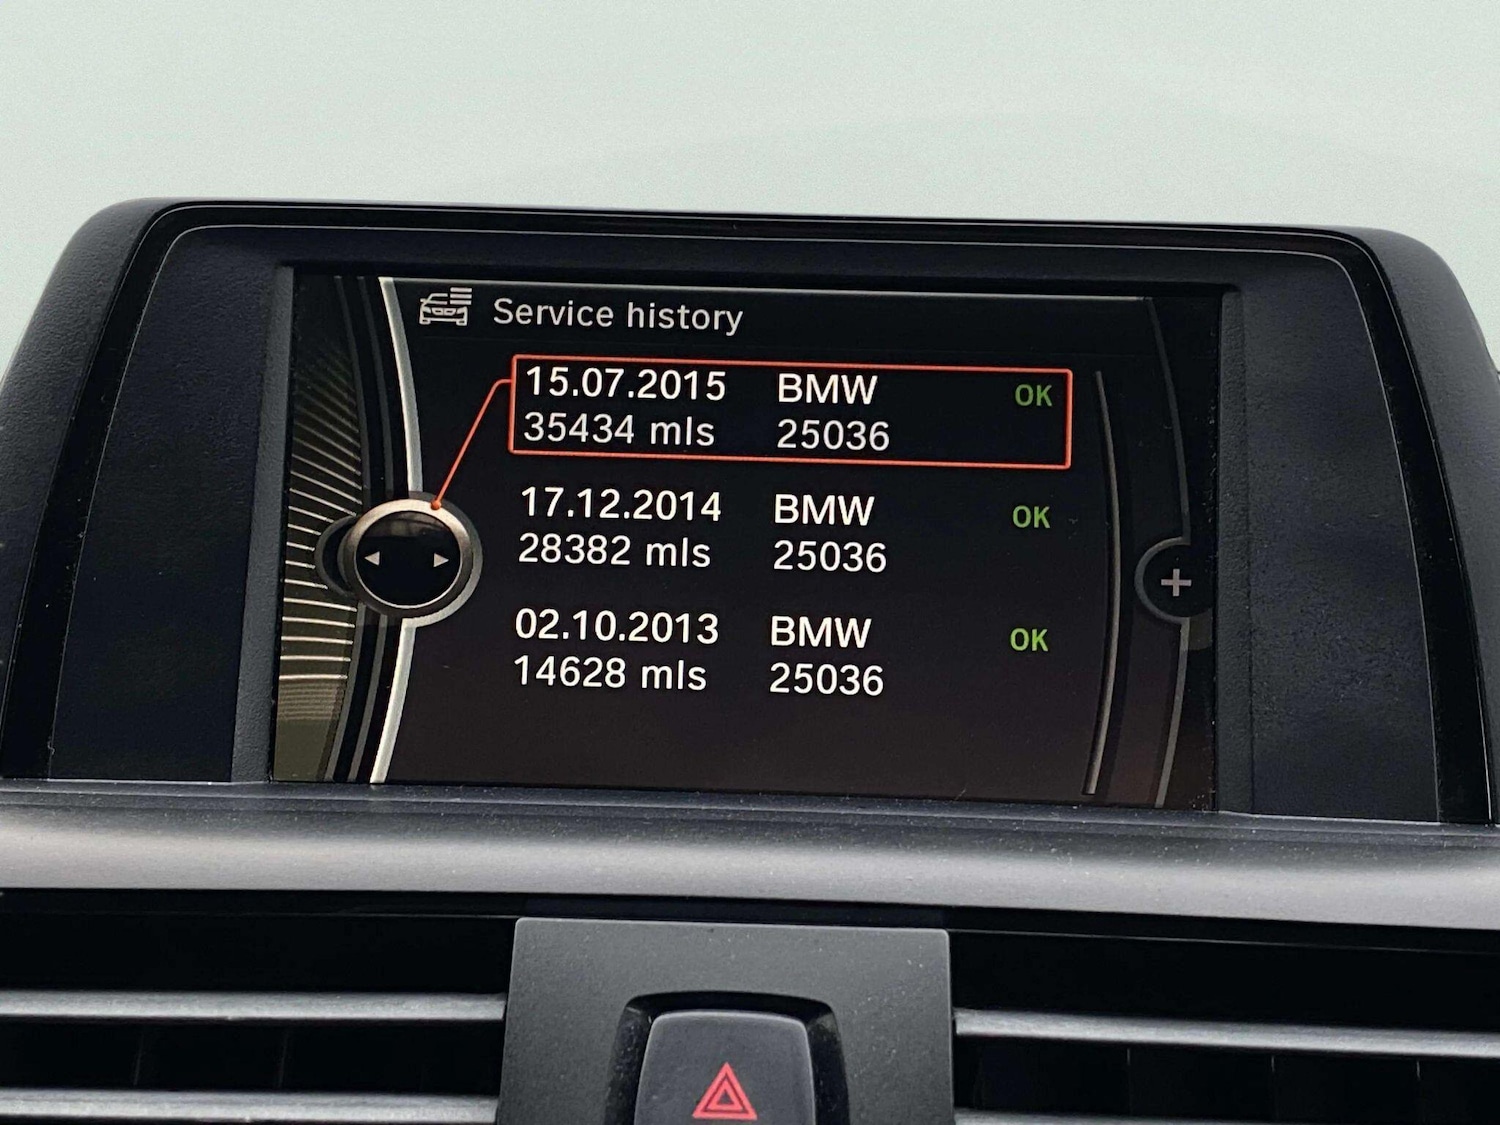 Service history
15.07.2015 BMW OK
35434 mls 25036
17.12.2014 BMW OK
28382 mls 25036
02.10.2013 BMW OK
14628 mls 25036